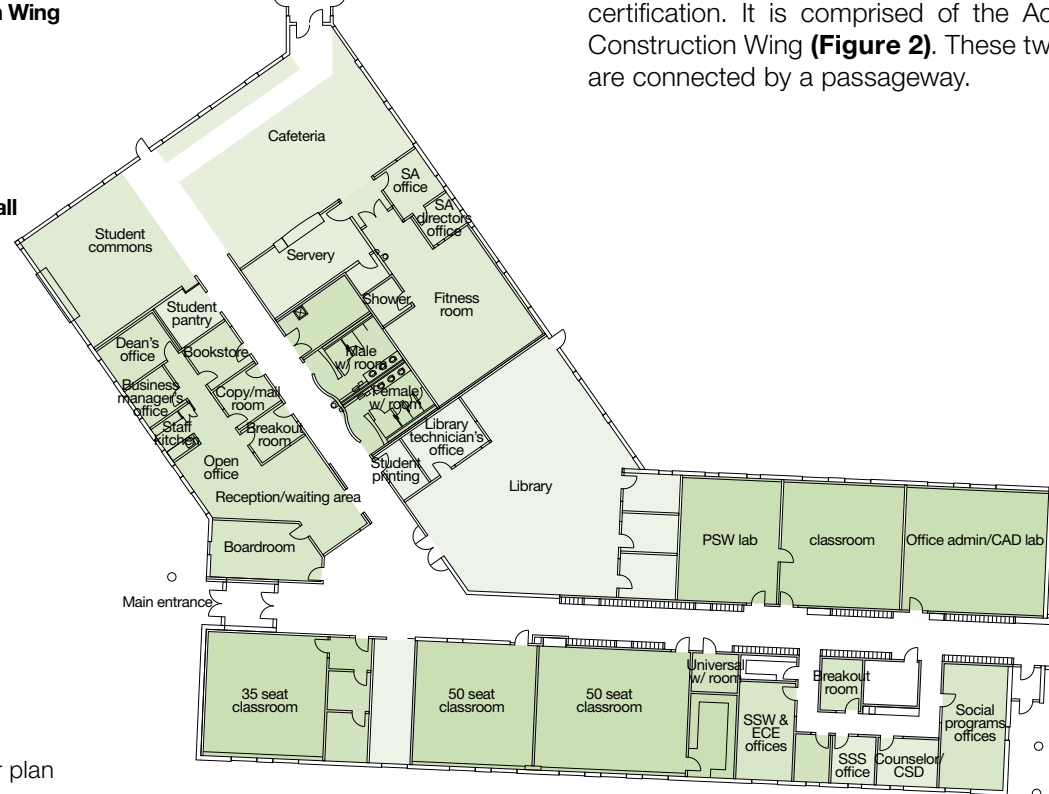 n Wing
certification. It is comprised of the Ac
Construction Wing (Figure 2). These tw
are connected by a passageway.
all
Cafeteria
SA
office
SA
directors
office
Student
commons
Servery
Shower
Fitness
room
Student
pantry
Dean's
office
Bookstore
Male
w/ room
Business
manager's
office
Copy/mail
room
Female
w/ room
Staff
kitchen
Breakout
room
Library
technician's
office
Open
office
Student
printing
Reception/waiting area
Library
Boardroom
PSW lab
classroom
Office admin/CAD lab
Main entrance
35 seat
classroom
50 seat
classroom
50 seat
classroom
Universal
w/ room
Breakout
room
SSW &
ECE
offices
Social
programs
offices
SSS
office
Counselor/
CSD
r plan